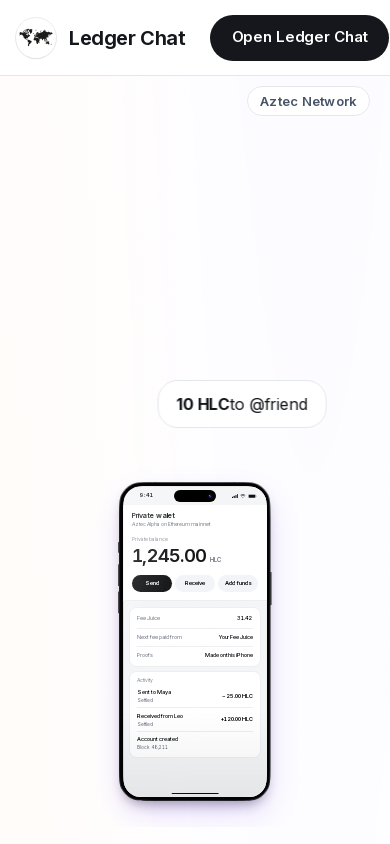 Ledger Chat
Open Ledger Chat
Aztec Network
10 HLC to @friend
9:41
Private wallet
Aztec Alpha on Ethereum mainnet
Private balance
1,245.00 HLC
Send
Receive
Add funds
Fee Juice 31.42
Next fee paid from Your Fee Juice
Proofs Made on this iPhone
Activity
Sent to Maya
− 25.00 HLC
Settled
Received from Leo
+120.00 HLC
Settled
Account created
Block 46,211